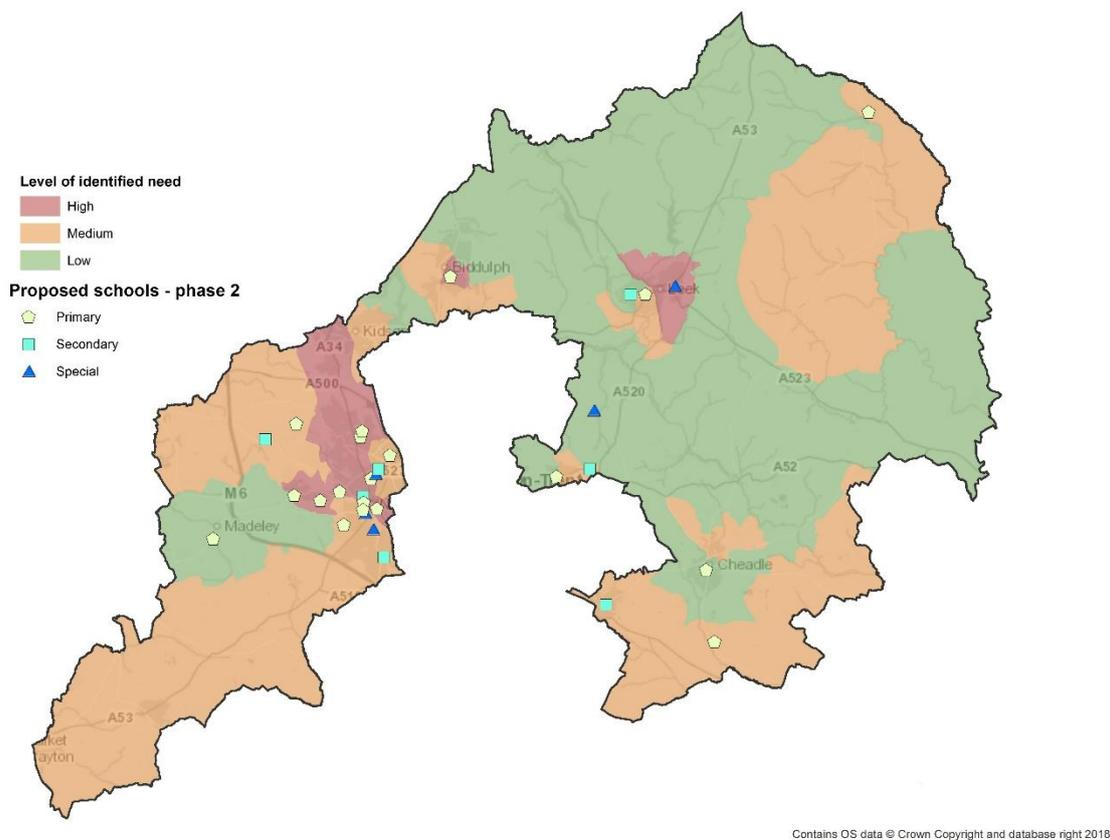 Level of identified need
High
Medium
Low
Proposed schools - phase 2
Primary
Secondary
Special
A53
Biddulph
A34
A500
A520
A523
A52
M6
Madeley
Cheadle
A53
Contains OS data © Crown Copyright and database right 2018